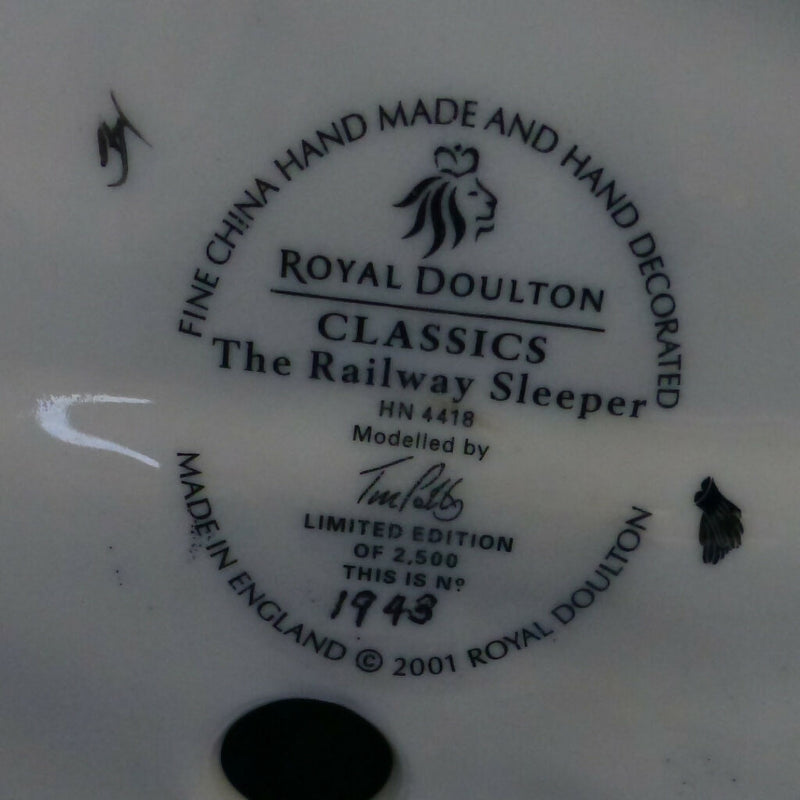 FINE CHINA HAND MADE AND HAND DECORATED
ROYAL DOULTON
CLASSICS
The Railway Sleeper
HN 4418
Modelled by
LIMITED EDITION
OF 2,500
THIS IS Nº
1943
MADE IN ENGLAND © 2001 ROYAL DOULTON